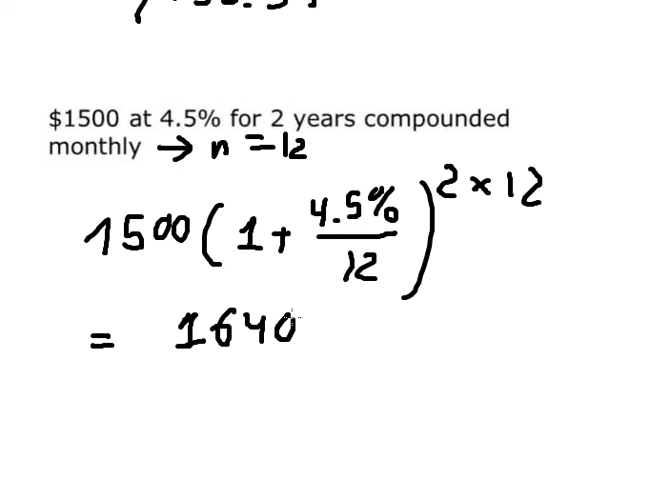 $1500 at 4.5% for 2 years compounded
monthly → n = 12
1500 ( 1 + 4.5% / 12 ) 2 × 12
= 1640